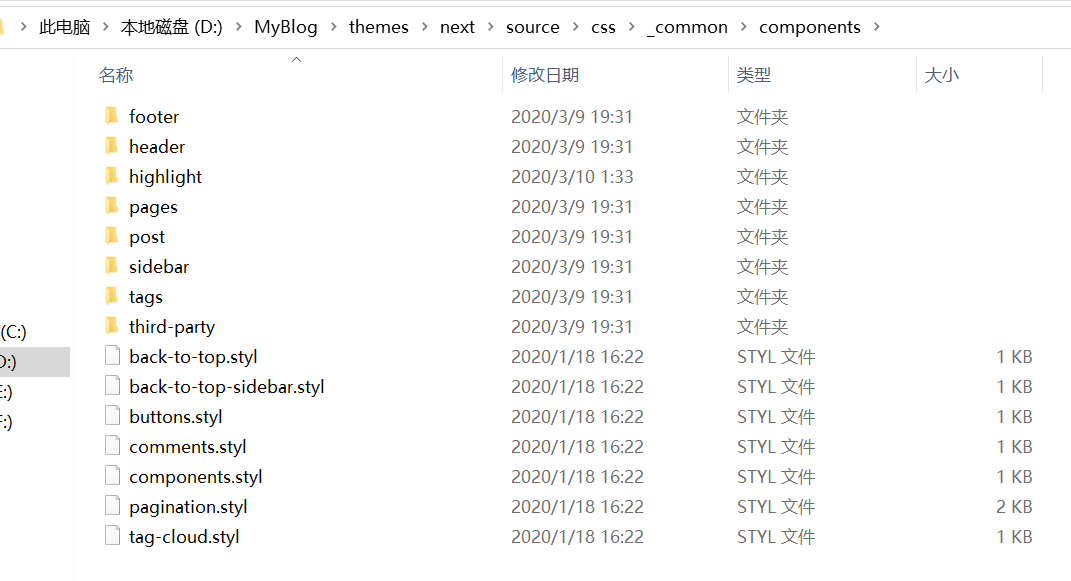 此电脑 > 本地磁盘 (D:) > MyBlog > themes > next > source > css > _common > components >
名称 修改日期 类型 大小
footer 2020/3/9 19:31 文件夹
header 2020/3/9 19:31 文件夹
highlight 2020/3/10 1:33 文件夹
pages 2020/3/9 19:31 文件夹
post 2020/3/9 19:31 文件夹
sidebar 2020/3/9 19:31 文件夹
tags 2020/3/9 19:31 文件夹
(C:) third-party 2020/3/9 19:31 文件夹
D:) back-to-top.styl 2020/1/18 16:22 STYL 文件 1 KB
E:) back-to-top-sidebar.styl 2020/1/18 16:22 STYL 文件 1 KB
F:) buttons.styl 2020/1/18 16:22 STYL 文件 1 KB
comments.styl 2020/1/18 16:22 STYL 文件 1 KB
components.styl 2020/1/18 16:22 STYL 文件 1 KB
pagination.styl 2020/1/18 16:22 STYL 文件 2 KB
tag-cloud.styl 2020/1/18 16:22 STYL 文件 1 KB